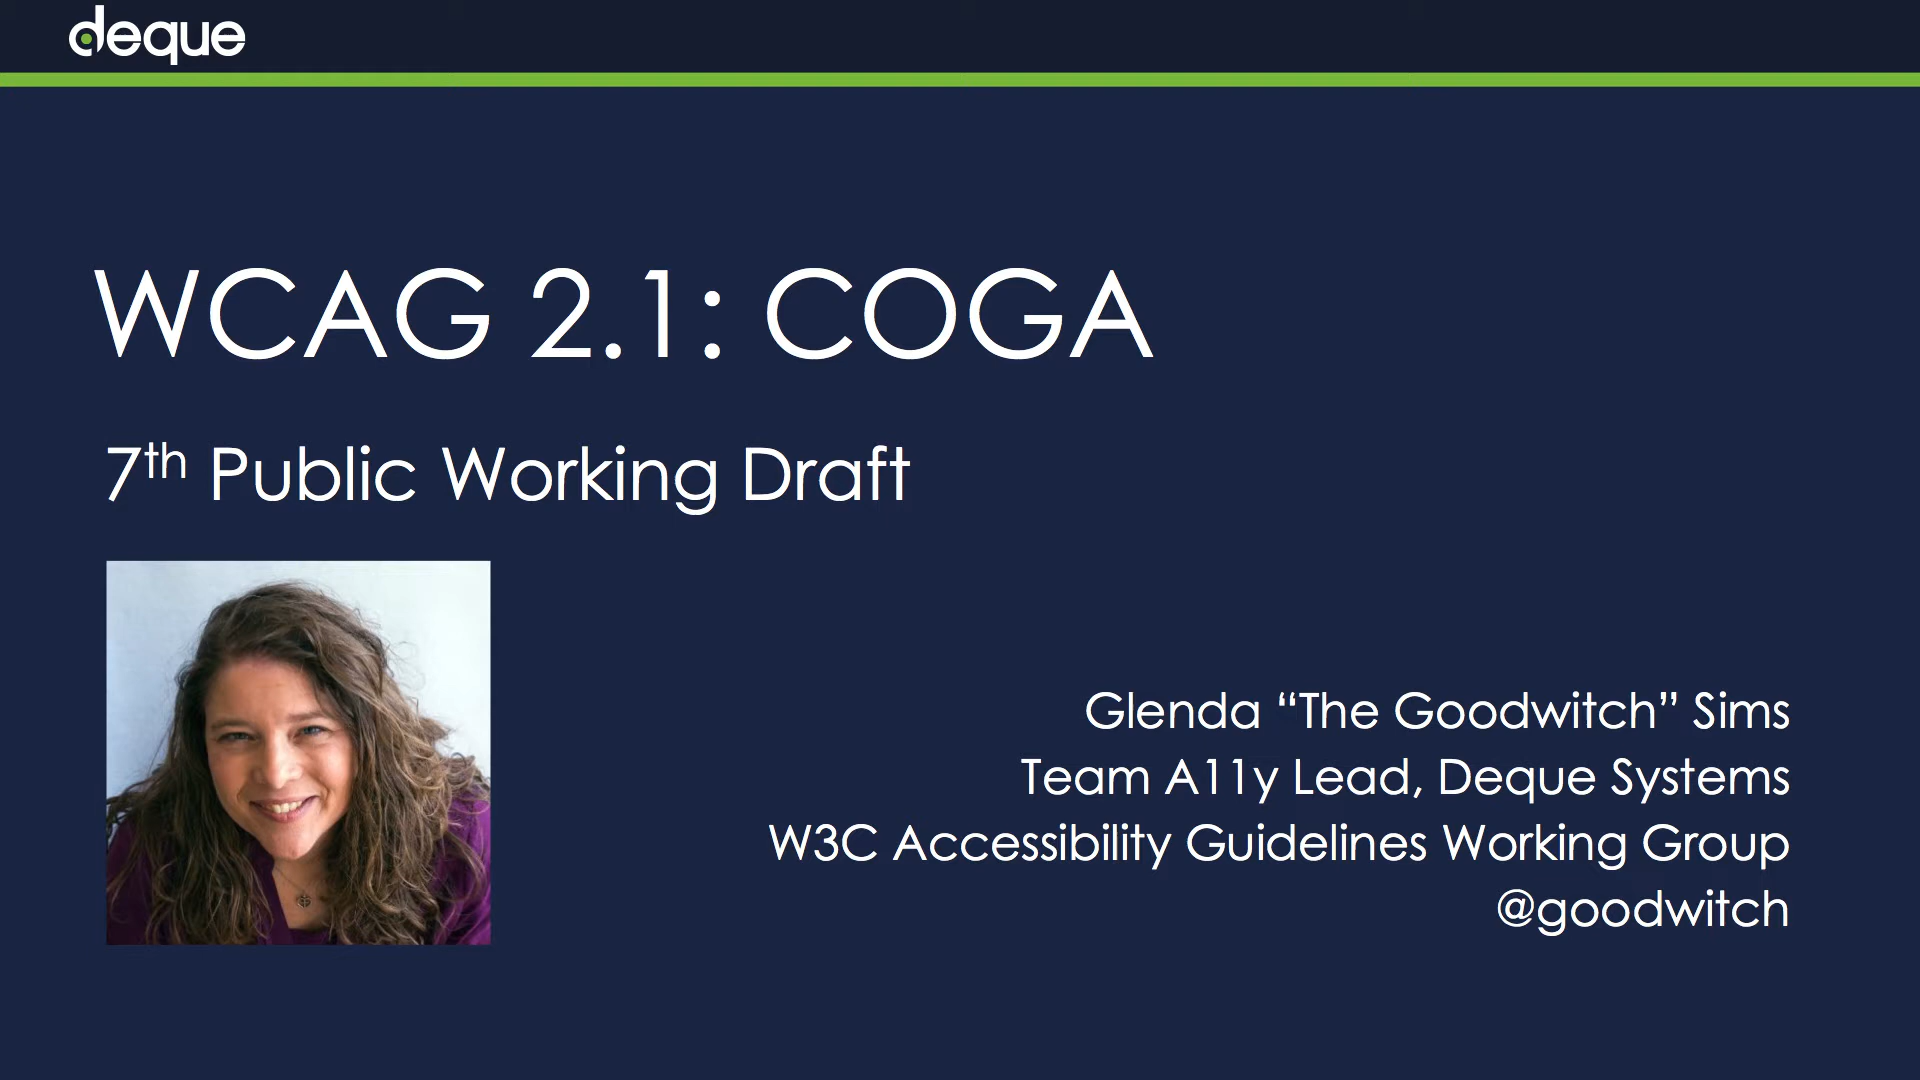 deque
WCAG 2.1: COGA
7th Public Working Draft
Glenda “The Goodwitch” Sims
Team A11y Lead, Deque Systems
W3C Accessibility Guidelines Working Group
@goodwitch